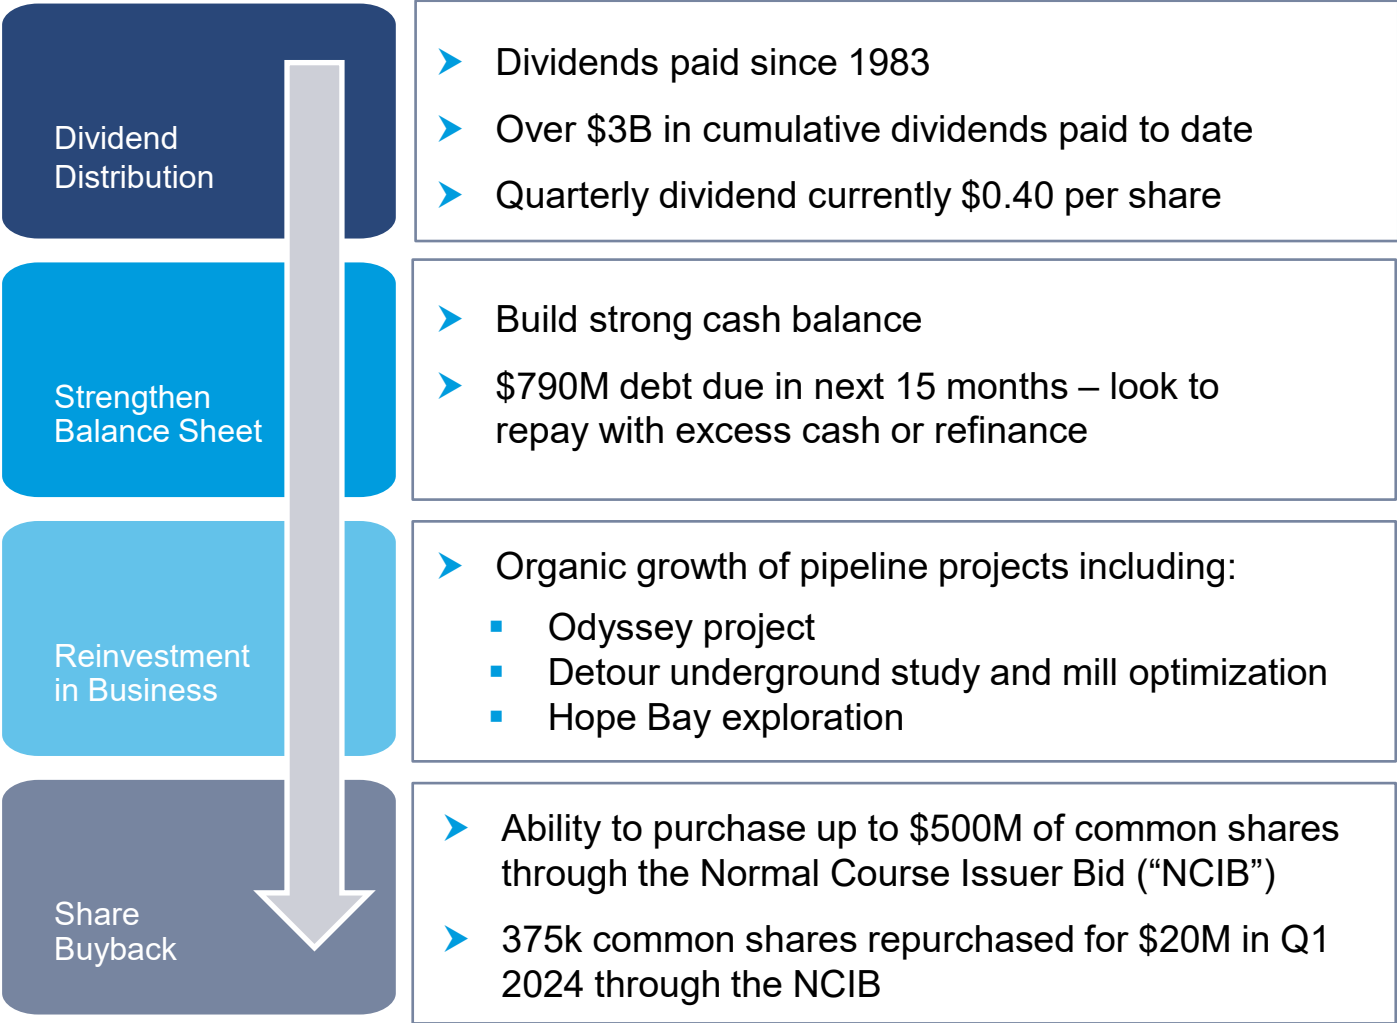 Dividend
Distribution
Dividends paid since 1983
Over $3B in cumulative dividends paid to date
Quarterly dividend currently $0.40 per share
Strengthen
Balance Sheet
Build strong cash balance
$790M debt due in next 15 months – look to
repay with excess cash or refinance
Reinvestment
in Business
Organic growth of pipeline projects including:
Odyssey project
Detour underground study and mill optimization
Hope Bay exploration
Share
Buyback
Ability to purchase up to $500M of common shares
through the Normal Course Issuer Bid (“NCIB”)
375k common shares repurchased for $20M in Q1
2024 through the NCIB